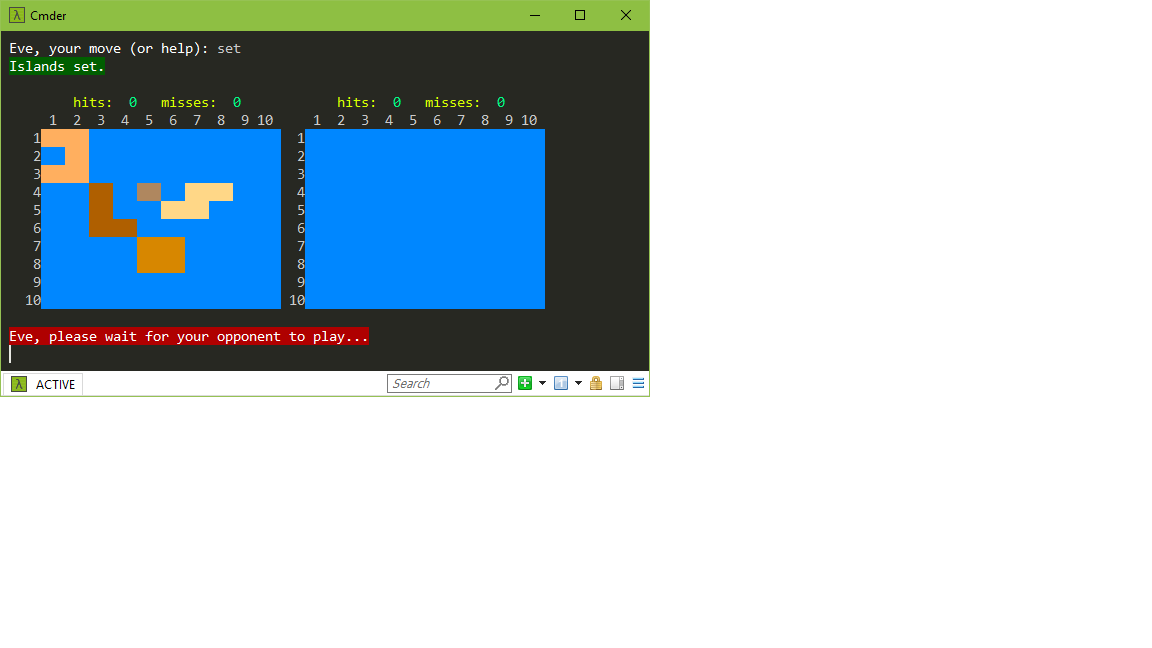 Cmder
Eve, your move (or help): set
Islands set.
hits: 0 misses: 0 hits: 0 misses: 0
1 2 3 4 5 6 7 8 9 10 1 2 3 4 5 6 7 8 9 10
1 1
2 2
3 3
4 4
5 5
6 6
7 7
8 8
9 9
10 10
Eve, please wait for your opponent to play...
λ ACTIVE Search